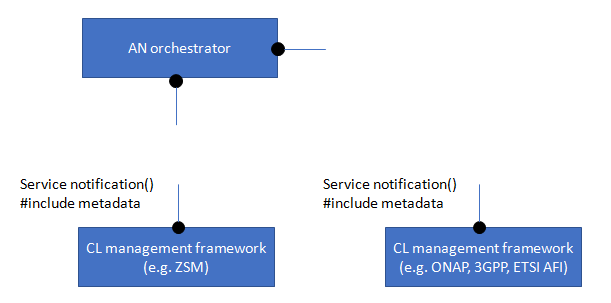 AN orchestrator
Service notification()
#include metadata
Service notification()
#include metadata
CL management framework
(e.g. ZSM)
CL management framework
(e.g. ONAP, 3GPP, ETSI AFI)